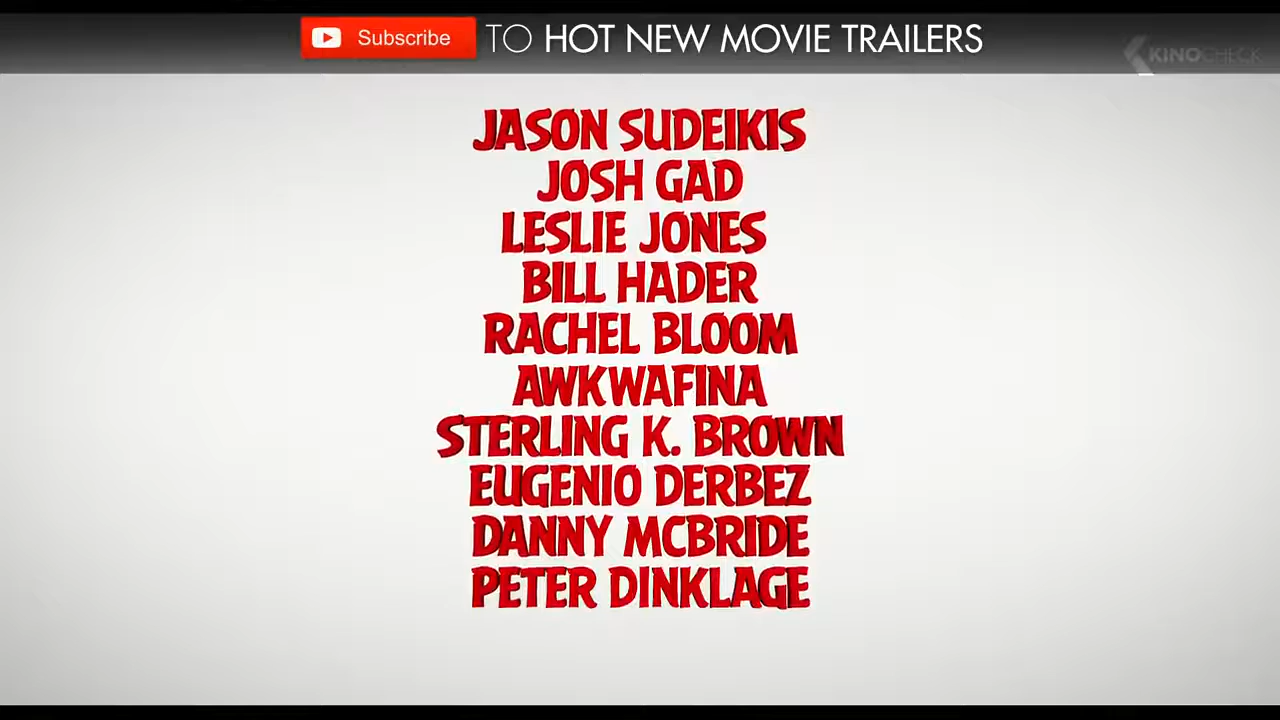 Subscribe TO HOT NEW MOVIE TRAILERS
KINOCHECK
JASON SUDEIKIS
JOSH GAD
LESLIE JONES
BILL HADER
RACHEL BLOOM
AWKWAFINA
STERLING K. BROWN
EUGENIO DERBEZ
DANNY MCBRIDE
PETER DINKLAGE